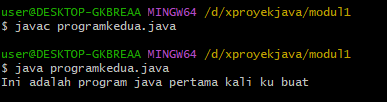 user@DESKTOP-GKBREAA MINGW64 /d/xproyekjava/modul1
$ javac programkedua.java
user@DESKTOP-GKBREAA MINGW64 /d/xproyekjava/modul1
$ java programkedua.java
Ini adalah program java pertama kali ku buat